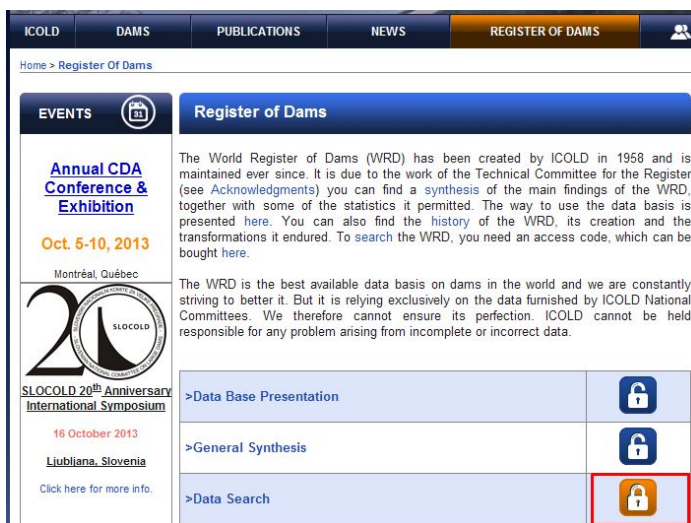 ICOLD DAMS PUBLICATIONS NEWS REGISTER OF DAMS
Home > Register Of Dams
EVENTS 31
Annual CDA
Conference &
Exhibition
Oct. 5-10, 2013
Montréal, Québec
SLOCOLD
SLOCOLD 20th Anniversary
International Symposium
16 October 2013
Ljubljana, Slovenia
Click here for more info.
Register of Dams
The World Register of Dams (WRD) has been created by ICOLD in 1958 and is
maintained ever since. It is due to the work of the Technical Committee for the Register
(see Acknowledgments) you can find a synthesis of the main findings of the WRD,
together with some of the statistics it permitted. The way to use the data basis is
presented here. You can also find the history of the WRD, its creation and the
transformations it endured. To search the WRD, you need an access code, which can be
bought here.
The WRD is the best available data basis on dams in the world and we are constantly
striving to better it. But it is relying exclusively on the data furnished by ICOLD National
Committees. We therefore cannot ensure its perfection. ICOLD cannot be held
responsible for any problem arising from incomplete or incorrect data.
>Data Base Presentation
>General Synthesis
>Data Search